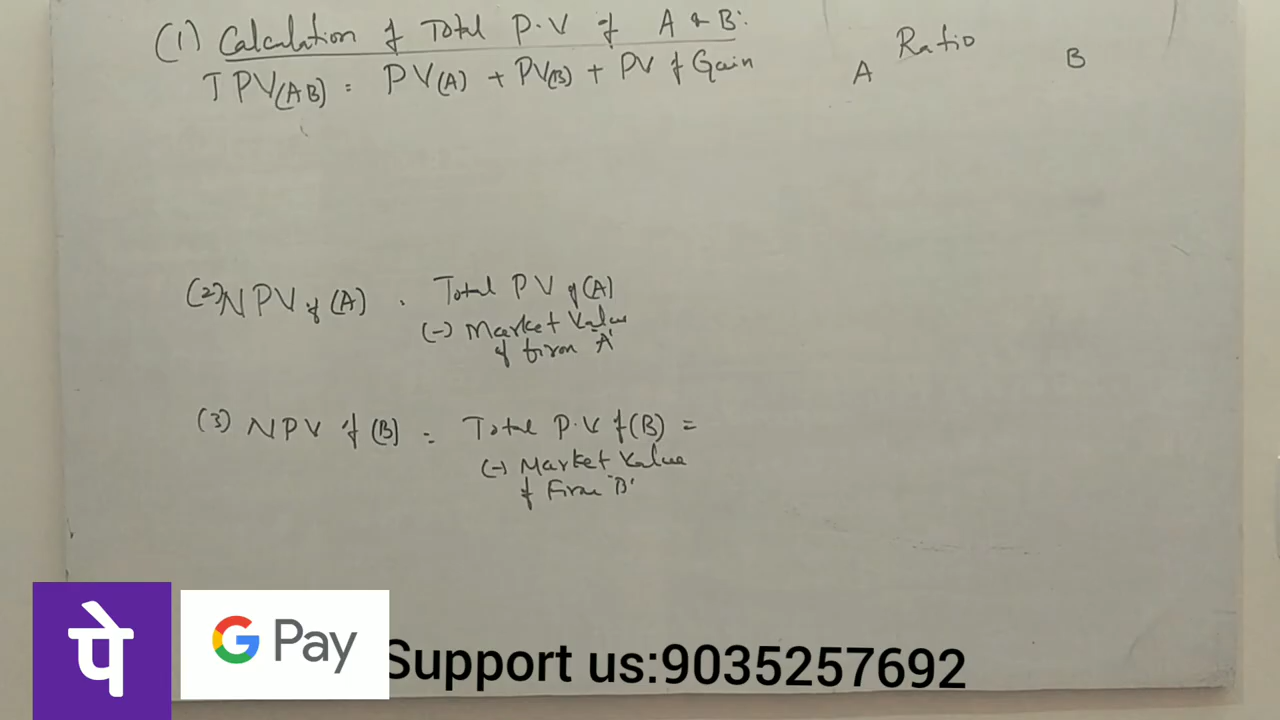 (1) Calculation of Total P.V of A & B:
TPV(AB) = PV(A) + PV(B) + PV of Gain
Ratio
A B
(2) NPV of (A) . Total PV of (A)
(-) Market Value
of firm 'A'
(3) NPV of (B) = Total P.V of (B) =
(-) Market Value
of Firm 'B'
पे
G Pay
Support us:9035257692